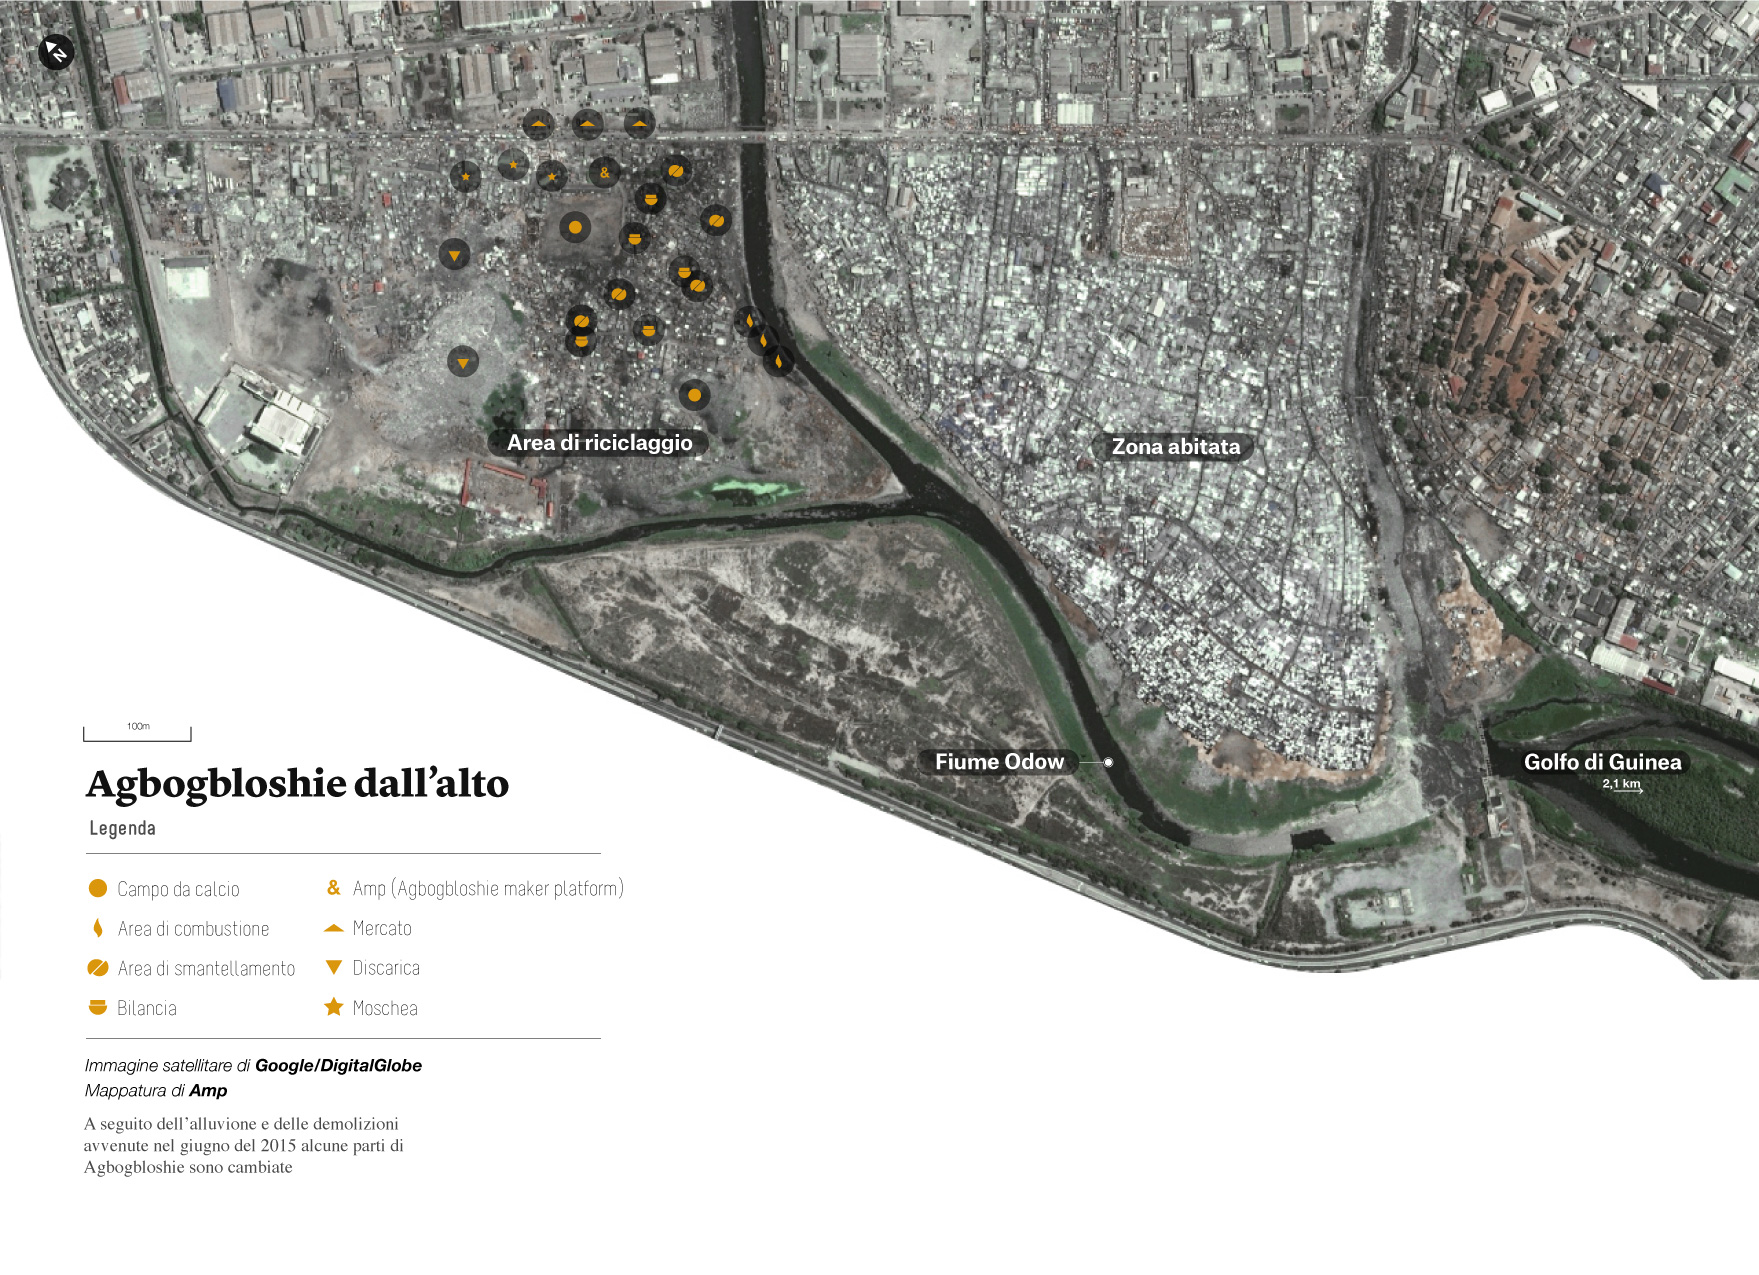 N
&
Area di riciclaggio
Zona abitata
Fiume Odow
Golfo di Guinea
2,1 km
100m
Agbogbloshie dall’alto
Legenda
Campo da calcio
Area di combustione
Area di smantellamento
Bilancia
& Amp (Agbogbloshie maker platform)
Mercato
Discarica
Moschea
Immagine satellitare di Google/DigitalGlobe
Mappatura di Amp
A seguito dell’alluvione e delle demolizioni
avvenute nel giugno del 2015 alcune parti di
Agbogbloshie sono cambiate